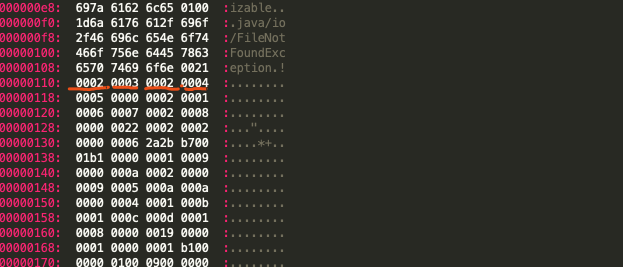 000000e8: 697a 6162 6c65 0100 :izable..
000000f0: 1d6a 6176 612f 696f :.java/io
000000f8: 2f46 696c 654e 6f74 :/FileNot
00000100: 466f 756e 6445 7863 :FoundExc
00000108: 6570 7469 6f6e 0021 :eption.!
00000110: 0002 0003 0002 0004 :........
00000118: 0005 0000 0002 0001 :........
00000120: 0006 0007 0002 0008 :........
00000128: 0000 0022 0002 0002 :..."....
00000130: 0000 0006 2a2b b700 :....*+..
00000138: 01b1 0000 0001 0009 :........
00000140: 0000 000a 0002 0000 :........
00000148: 0009 0005 000a 000a :........
00000150: 0000 0004 0001 000b :........
00000158: 0001 000c 000d 0001 :........
00000160: 0008 0000 0019 0000 :........
00000168: 0001 0000 0001 b100 :........
00000170: 0000 0100 0900 0000 :........